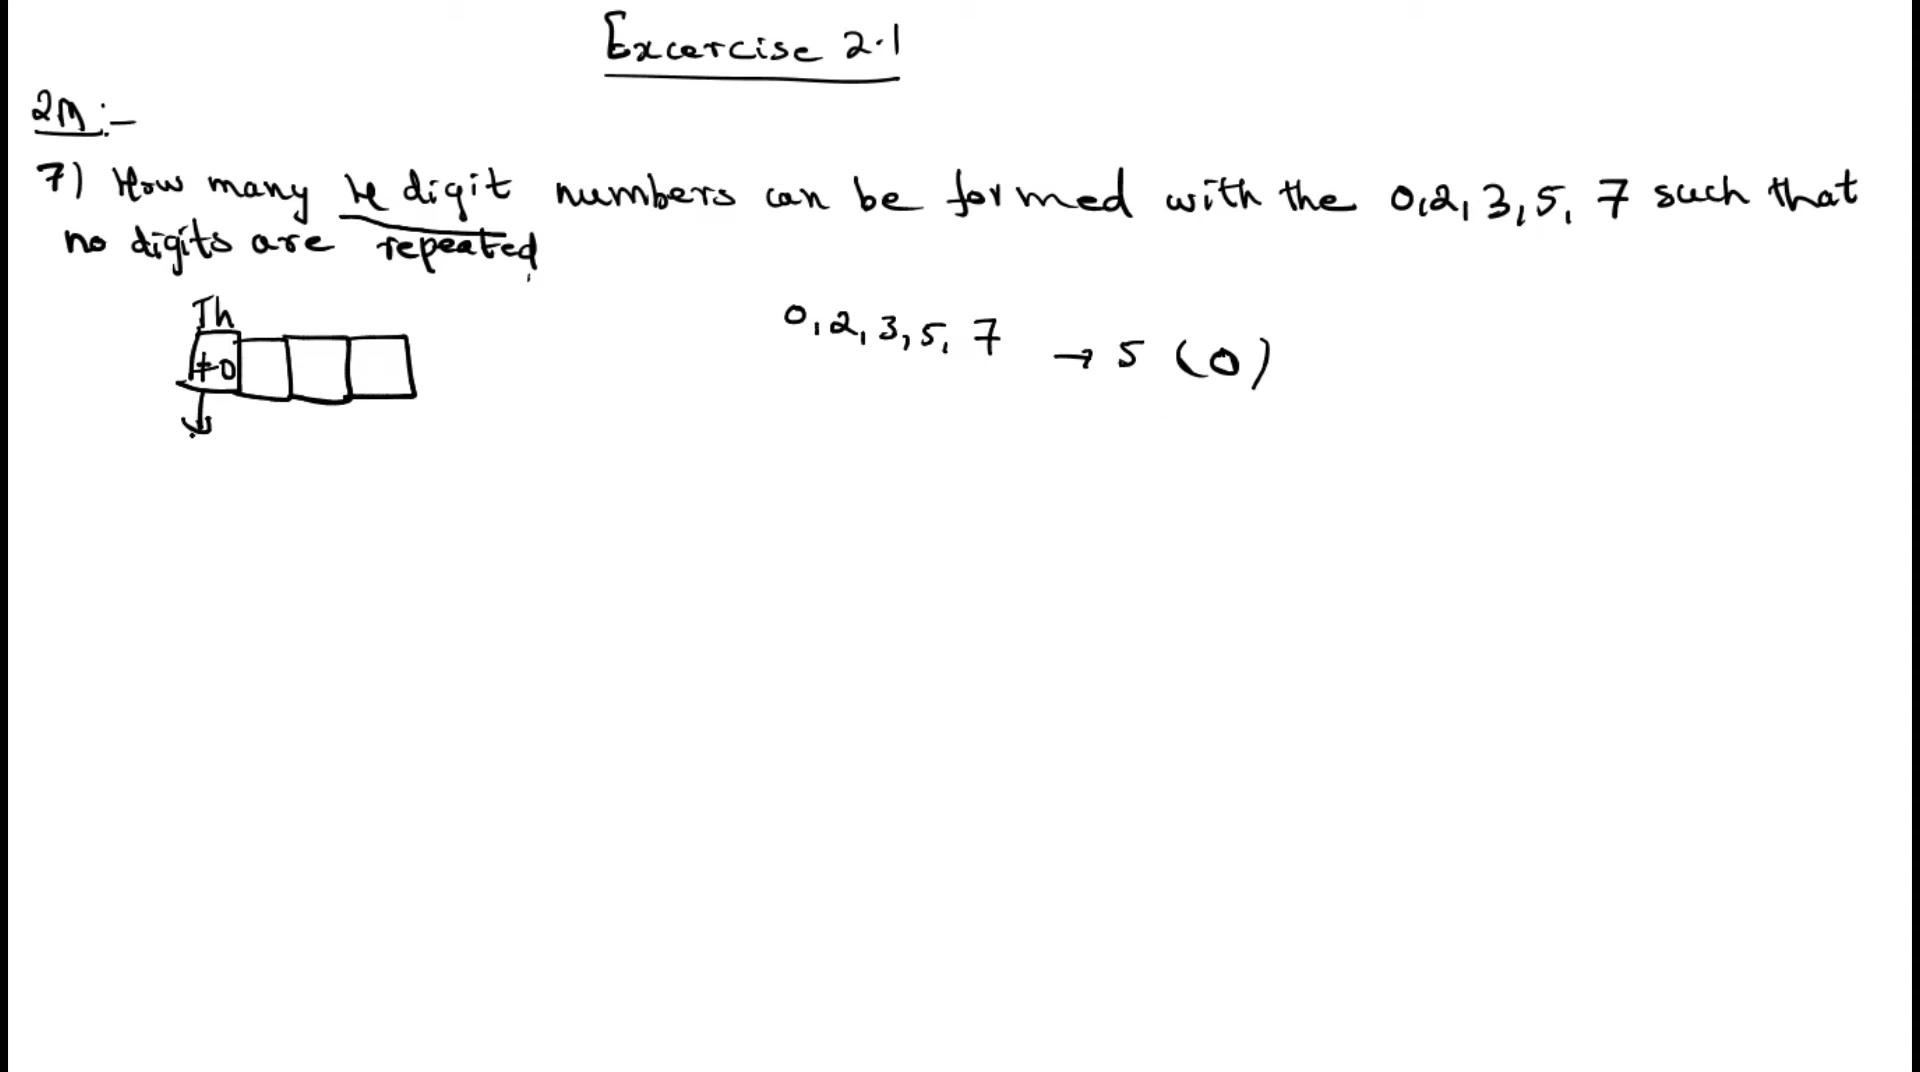 Excercise 2.1
2M:-
7) How many 4 digit numbers can be formed with the 0,2,3,5,7 such that
no digits are repeated.
Th
≠0
0,2,3,5,7 → 5 (0)